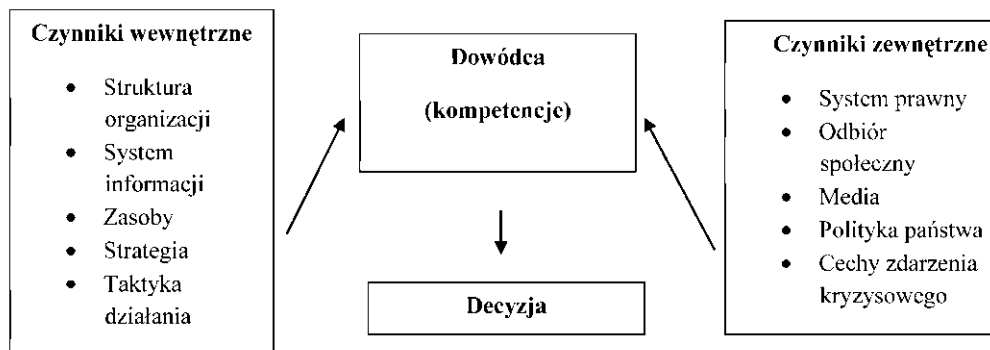 Czynniki wewnętrzne
• Struktura
organizacji
• System
informacji
• Zasoby
• Strategia
• Taktyka
działania
Dowódca
(kompetencje)
Decyzja
Czynniki zewnętrzne
• System prawny
• Odbiór
społeczny
• Media
• Polityka państwa
• Cechy zdarzenia
kryzysowego